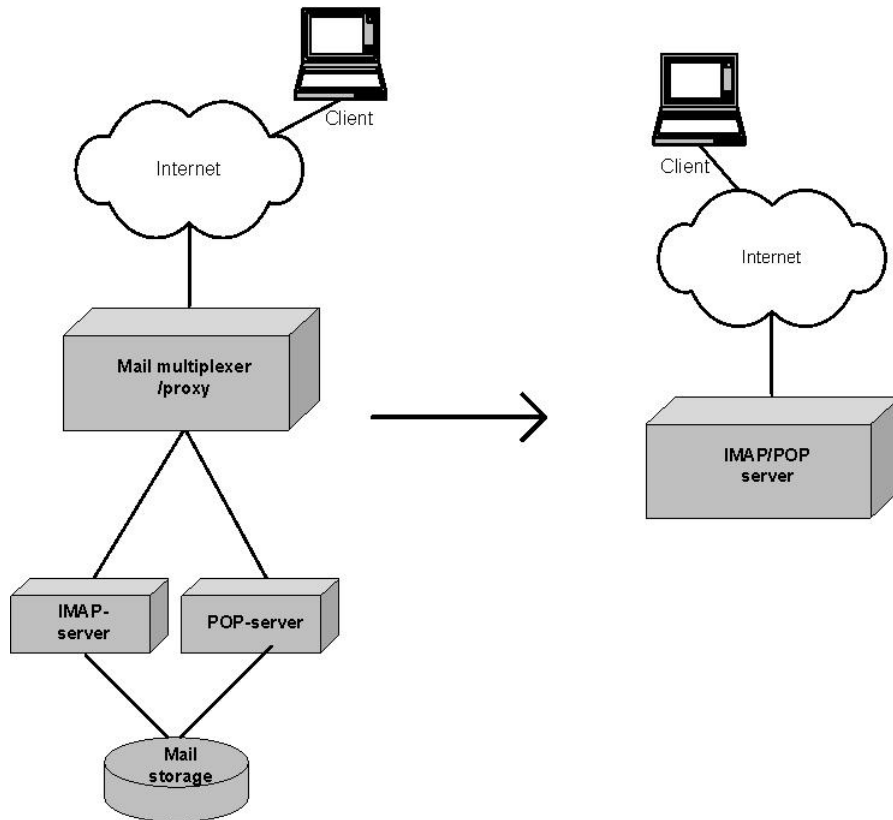 Client
Internet
Mail multiplexer
/proxy
IMAP-
server
POP-server
Mail
storage
Client
Internet
IMAP/POP
server